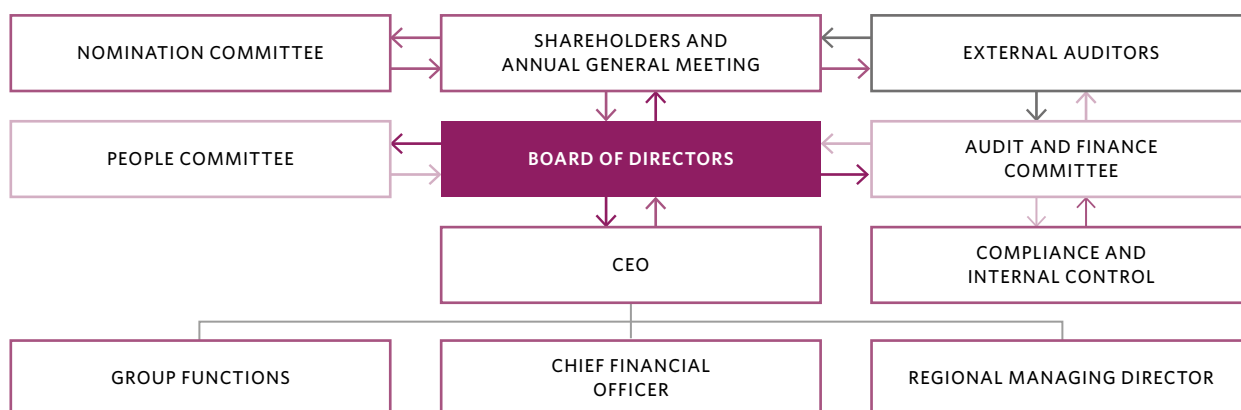 NOMINATION COMMITTEE
SHAREHOLDERS AND
ANNUAL GENERAL MEETING
EXTERNAL AUDITORS
PEOPLE COMMITTEE
BOARD OF DIRECTORS
AUDIT AND FINANCE
COMMITTEE
CEO
COMPLIANCE AND
INTERNAL CONTROL
GROUP FUNCTIONS
CHIEF FINANCIAL
OFFICER
REGIONAL MANAGING DIRECTOR